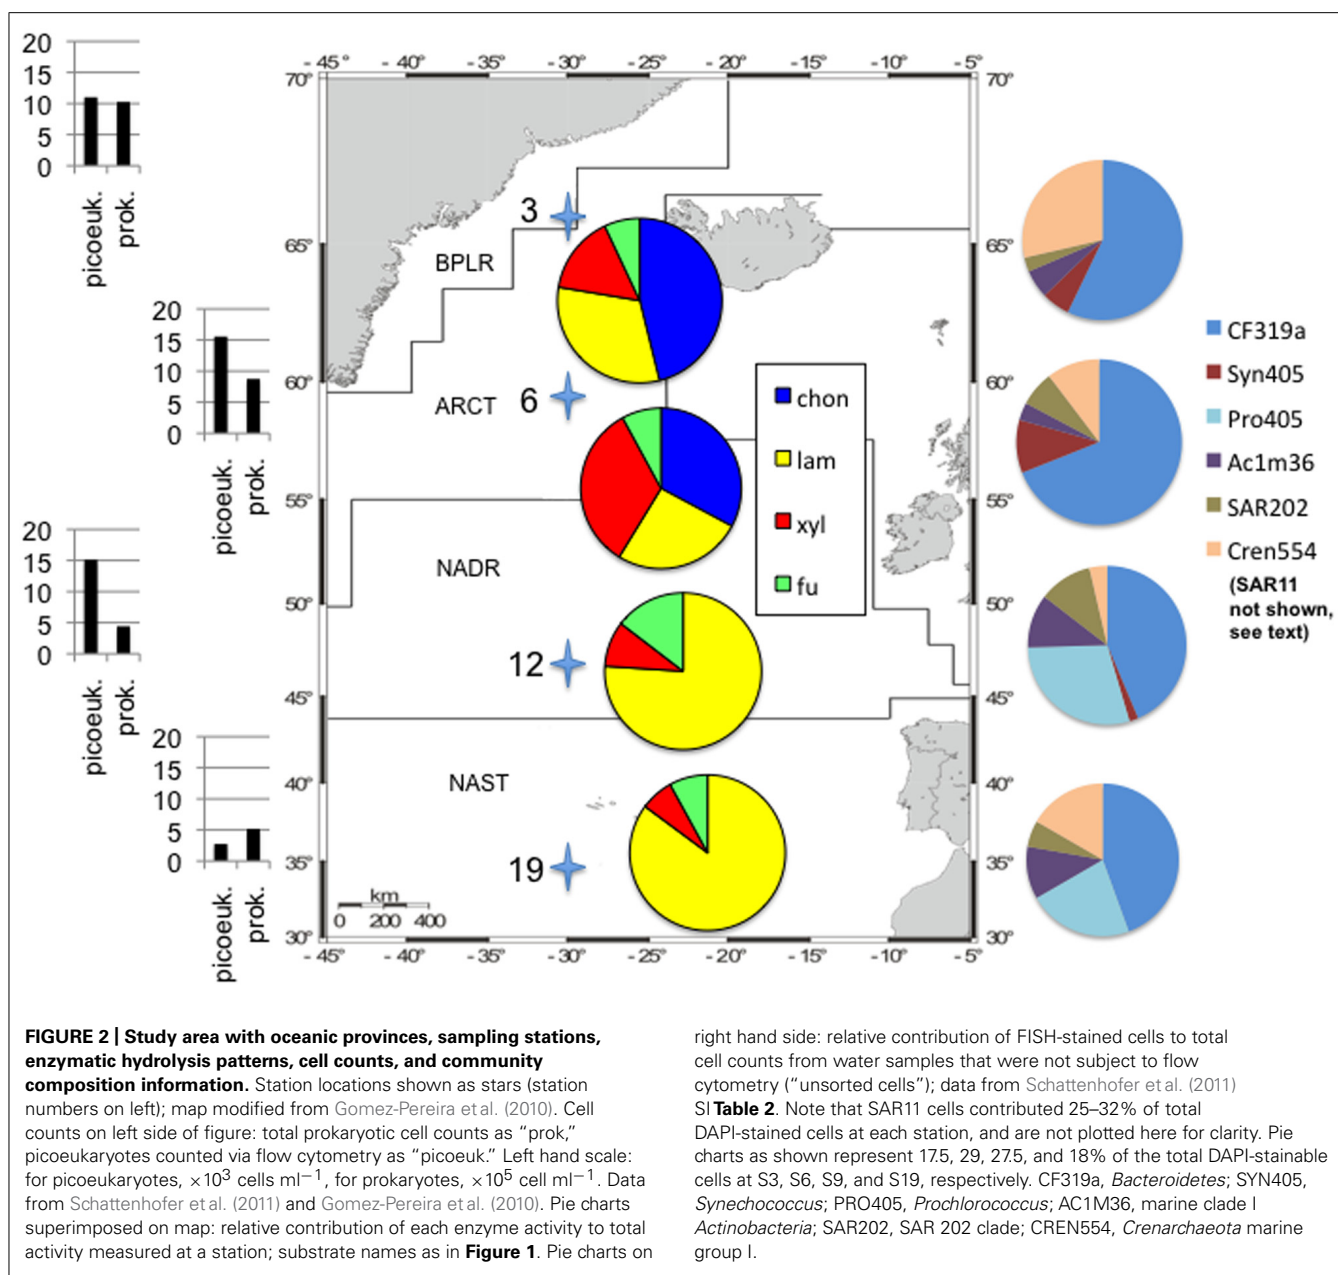 20
15
10
5
0
picoeuk.
prok.
20
15
10
5
0
picoeuk.
prok.
20
15
10
5
0
picoeuk.
prok.
20
15
10
5
0
picoeuk.
prok.
-45° -40° -35° -30° -25° -20° -15° -10° -5°
70° 70°
65° 65°
60° 60°
55° 55°
50° 50°
45° 45°
40° 40°
35° 35°
30° 30°
-45° -40° -35° -30° -25° -20° -15° -10° -5°
3
BPLR
ARCT 6
NADR
12
NAST
19
km
0 200 400
chon
lam
xyl
fu
CF319a
Syn405
Pro405
Ac1m36
SAR202
Cren554
(SAR11
not shown,
see text)
FIGURE 2 | Study area with oceanic provinces, sampling stations,
enzymatic hydrolysis patterns, cell counts, and community
composition information. Station locations shown as stars (station
numbers on left); map modified from Gomez-Pereira et al. (2010). Cell
counts on left side of figure: total prokaryotic cell counts as “prok,”
picoeukaryotes counted via flow cytometry as “picoeuk.” Left hand scale:
for picoeukaryotes, ×10³ cells ml⁻¹, for prokaryotes, ×10⁵ cell ml⁻¹. Data
from Schattenhofer et al. (2011) and Gomez-Pereira et al. (2010). Pie charts
superimposed on map: relative contribution of each enzyme activity to total
activity measured at a station; substrate names as in Figure 1. Pie charts on
right hand side: relative contribution of FISH-stained cells to total
cell counts from water samples that were not subject to flow
cytometry (“unsorted cells”); data from Schattenhofer et al. (2011)
SI Table 2. Note that SAR11 cells contributed 25–32% of total
DAPI-stained cells at each station, and are not plotted here for clarity. Pie
charts as shown represent 17.5, 29, 27.5, and 18% of the total DAPI-stainable
cells at S3, S6, S9, and S19, respectively. CF319a, Bacteroidetes; SYN405,
Synechococcus; PRO405, Prochlorococcus; AC1M36, marine clade I
Actinobacteria; SAR202, SAR 202 clade; CREN554, Crenarchaeota marine
group I.